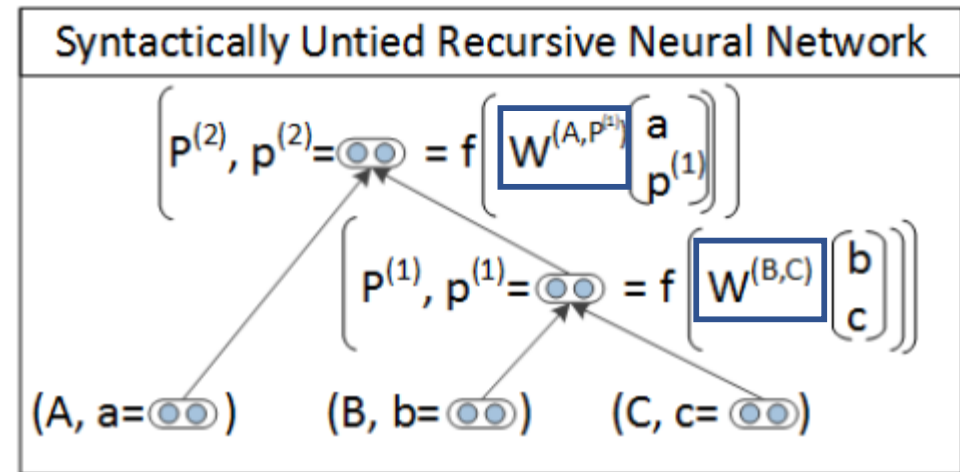 Syntactically Untied Recursive Neural Network
(P^(2), p^(2)= = f(W^(A,P^(1)) [a p^(1)]))
(P^(1), p^(1)= = f(W^(B,C) [b c]))
(A, a= ) (B, b= ) (C, c= )